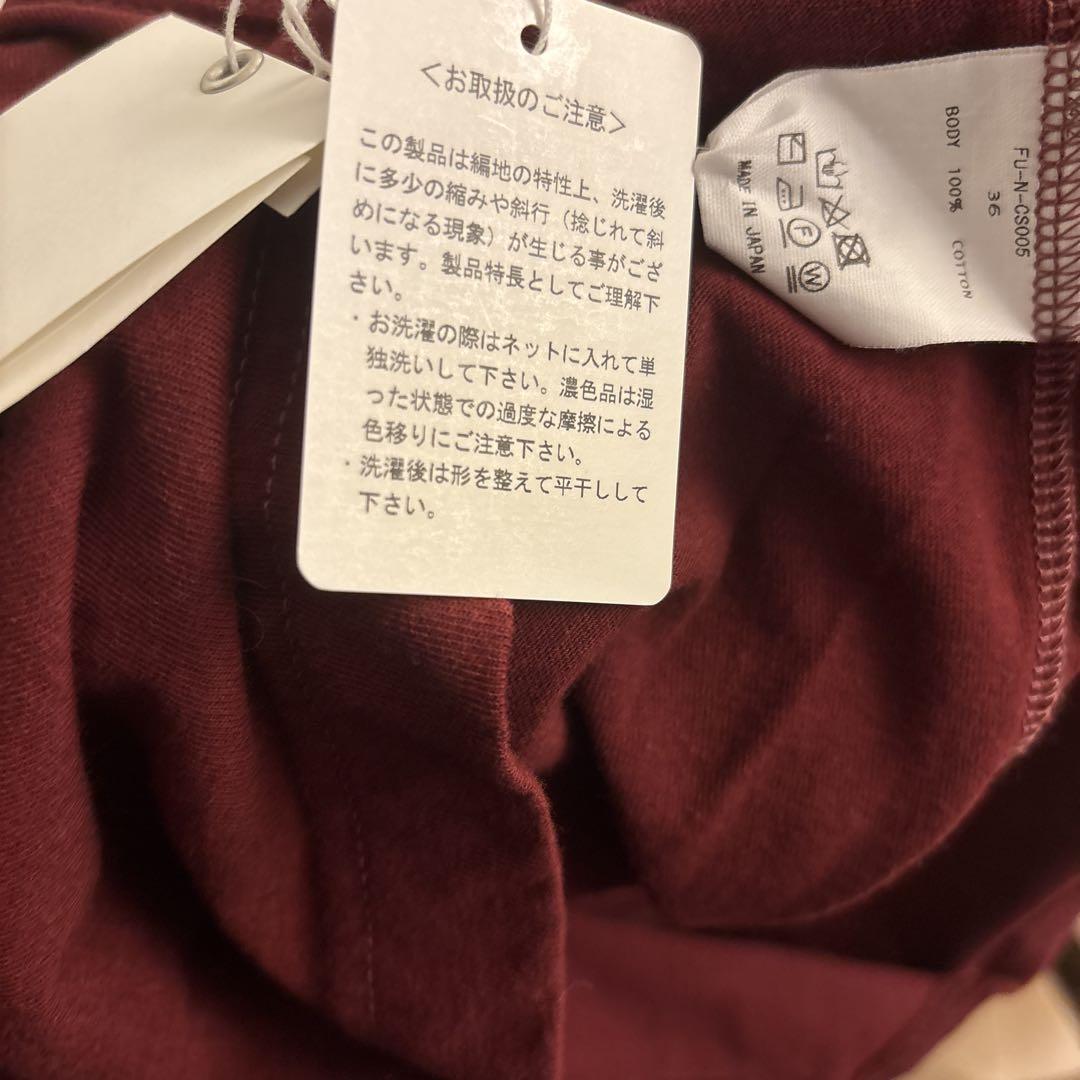 ＜お取扱のご注意＞
この製品は編地の特性上、洗濯後
に多少の縮みや斜行（捻じれて斜
めになる現象）が生じる事がござ
います。製品特長としてご理解下
さい。
・お洗濯の際はネットに入れて単
独洗いして下さい。濃色品は湿
った状態での過度な摩擦による
色移りにご注意下さい。
・洗濯後は形を整えて平干しして
下さい。
FU-N-CS005
36
BODY 100% COTTON
F
W
MADE IN JAPAN